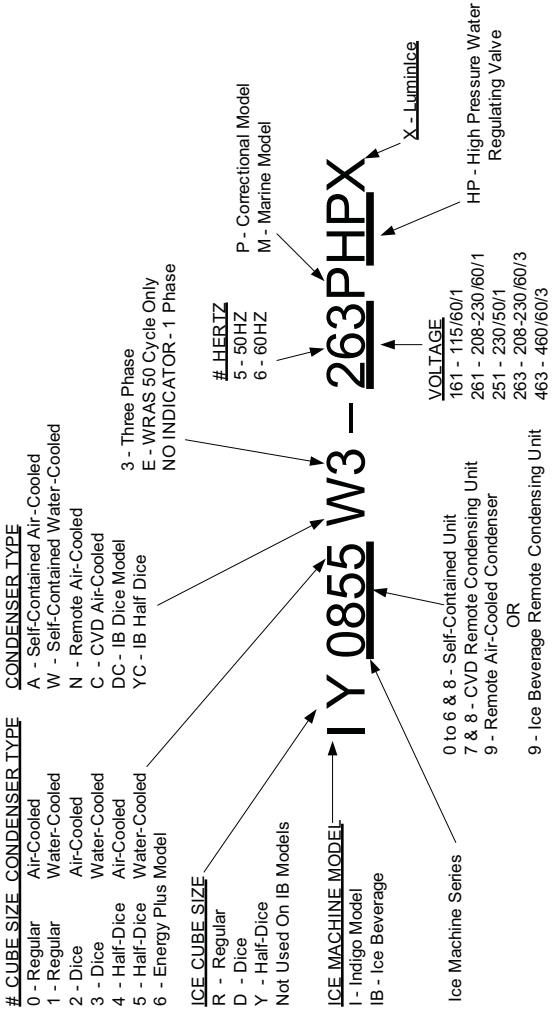 # CUBE SIZE CONDENSER TYPE
0 - Regular Air-Cooled
1 - Regular Water-Cooled
2 - Dice Air-Cooled
3 - Dice Water-Cooled
4 - Half-Dice Air-Cooled
5 - Half-Dice Water-Cooled
6 - Energy Plus Model
CONDENSER TYPE
A - Self-Contained Air-Cooled
W - Self-Contained Water-Cooled
N - Remote Air-Cooled
C - CVD Air-Cooled
DC - IB Dice Model
YC - IB Half Dice
3 - Three Phase
E - WRAS 50 Cycle Only
NO INDICATOR - 1 Phase
# HERTZ
5 - 50HZ
6 - 60HZ
P - Correctional Model
M - Marine Model
ICE CUBE SIZE
R - Regular
D - Dice
Y - Half-Dice
Not Used On IB Models
X - LuminIce
I Y 0855 W3 – 263PHPX
ICE MACHINE MODEL
I - Indigo Model
IB - Ice Beverage
Ice Machine Series
0 to 6 & 8 - Self-Contained Unit
7 & 8 - CVD Remote Condensing Unit
9 - Remote Air-Cooled Condenser
OR
9 - Ice Beverage Remote Condensing Unit
VOLTAGE
161 - 115/60/1
261 - 208-230/60/1
251 - 230/50/1
263 - 208-230/60/3
463 - 460/60/3
HP - High Pressure Water
Regulating Valve